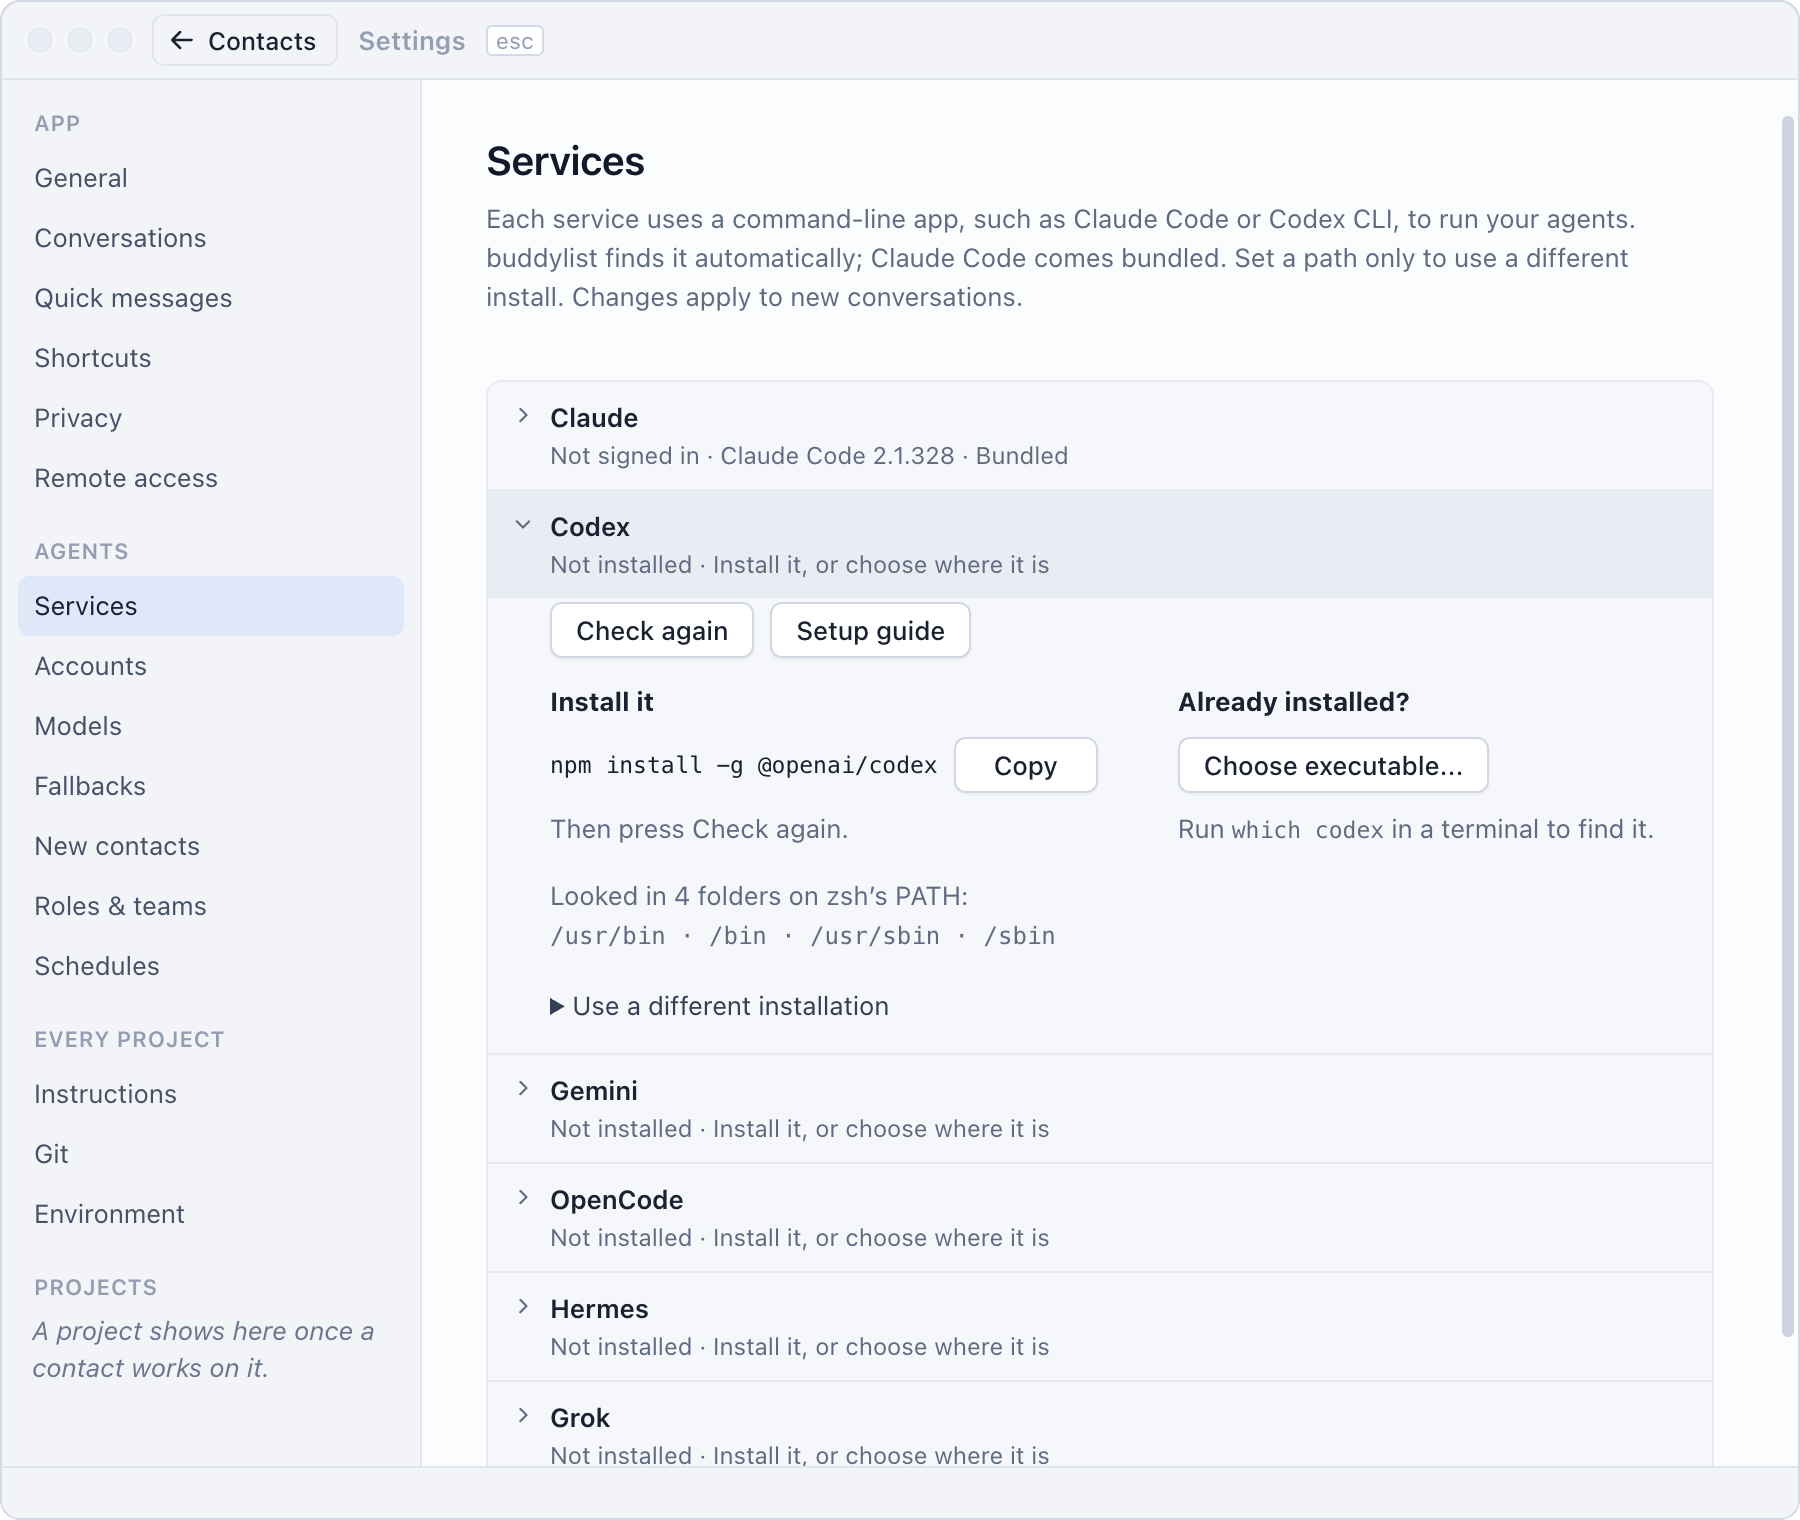 ← Contacts
Settings
esc
APP
General
Conversations
Quick messages
Shortcuts
Privacy
Remote access
AGENTS
Services
Accounts
Models
Fallbacks
New contacts
Roles & teams
Schedules
EVERY PROJECT
Instructions
Git
Environment
PROJECTS
A project shows here once a
contact works on it.
Services
Each service uses a command-line app, such as Claude Code or Codex CLI, to run your agents.
buddylist finds it automatically; Claude Code comes bundled. Set a path only to use a different
install. Changes apply to new conversations.
Claude
Not signed in · Claude Code 2.1.328 · Bundled
Codex
Not installed · Install it, or choose where it is
Check again
Setup guide
Install it
npm install -g @openai/codex
Copy
Then press Check again.
Already installed?
Choose executable...
Run which codex in a terminal to find it.
Looked in 4 folders on zsh’s PATH:
/usr/bin · /bin · /usr/sbin · /sbin
Use a different installation
Gemini
Not installed · Install it, or choose where it is
OpenCode
Not installed · Install it, or choose where it is
Hermes
Not installed · Install it, or choose where it is
Grok
Not installed · Install it, or choose where it is